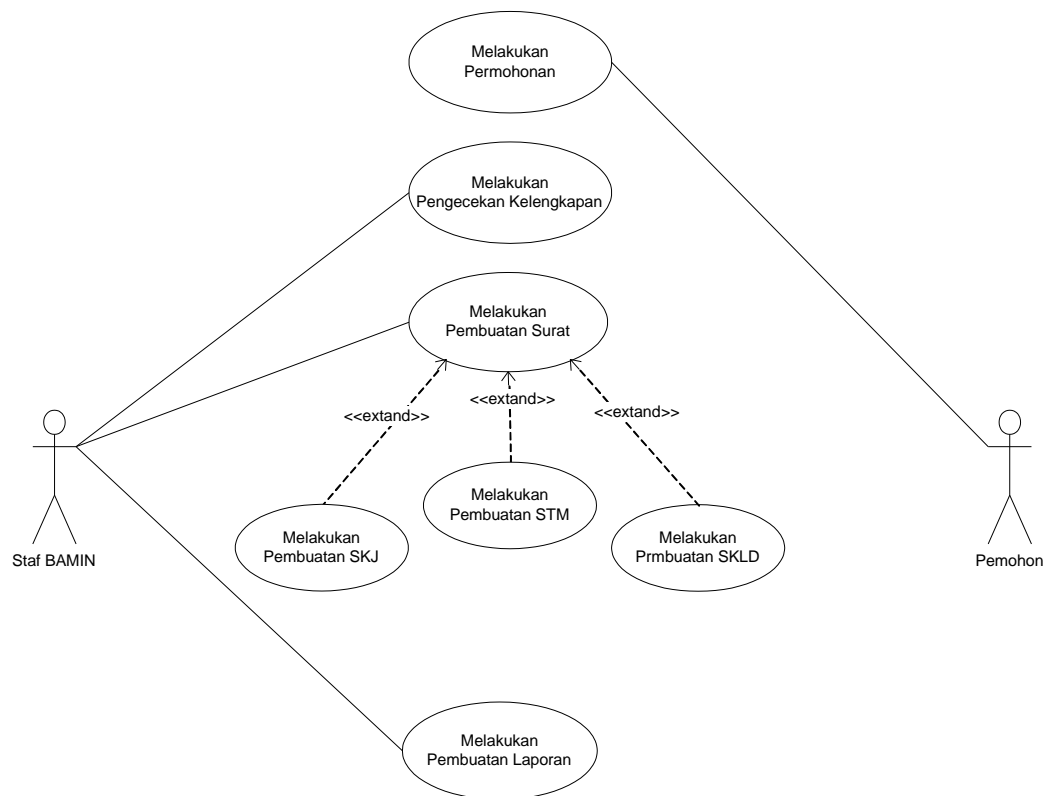 Melakukan
Permohonan
Melakukan
Pengecekan Kelengkapan
Melakukan
Pembuatan Surat
<<extand>>
<<extand>>
<<extand>>
Melakukan
Pembuatan SKJ
Melakukan
Pembuatan STM
Melakukan
Prmbuatan SKLD
Staf BAMIN
Pemohon
Melakukan
Pembuatan Laporan